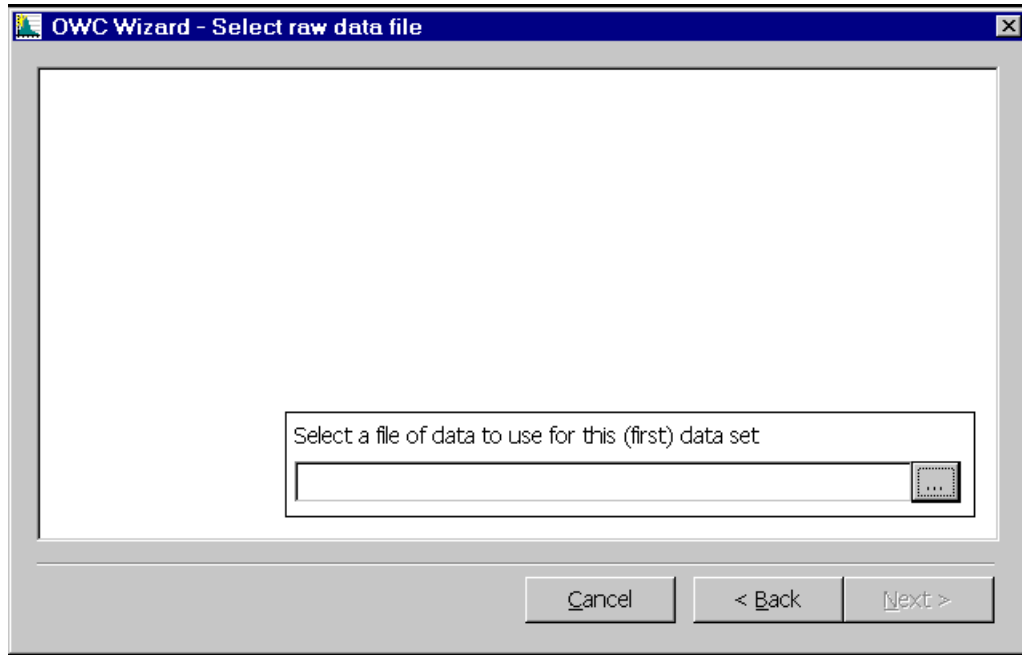 OWC Wizard - Select raw data file
Select a file of data to use for this (first) data set
...
Cancel
< Back
Next >